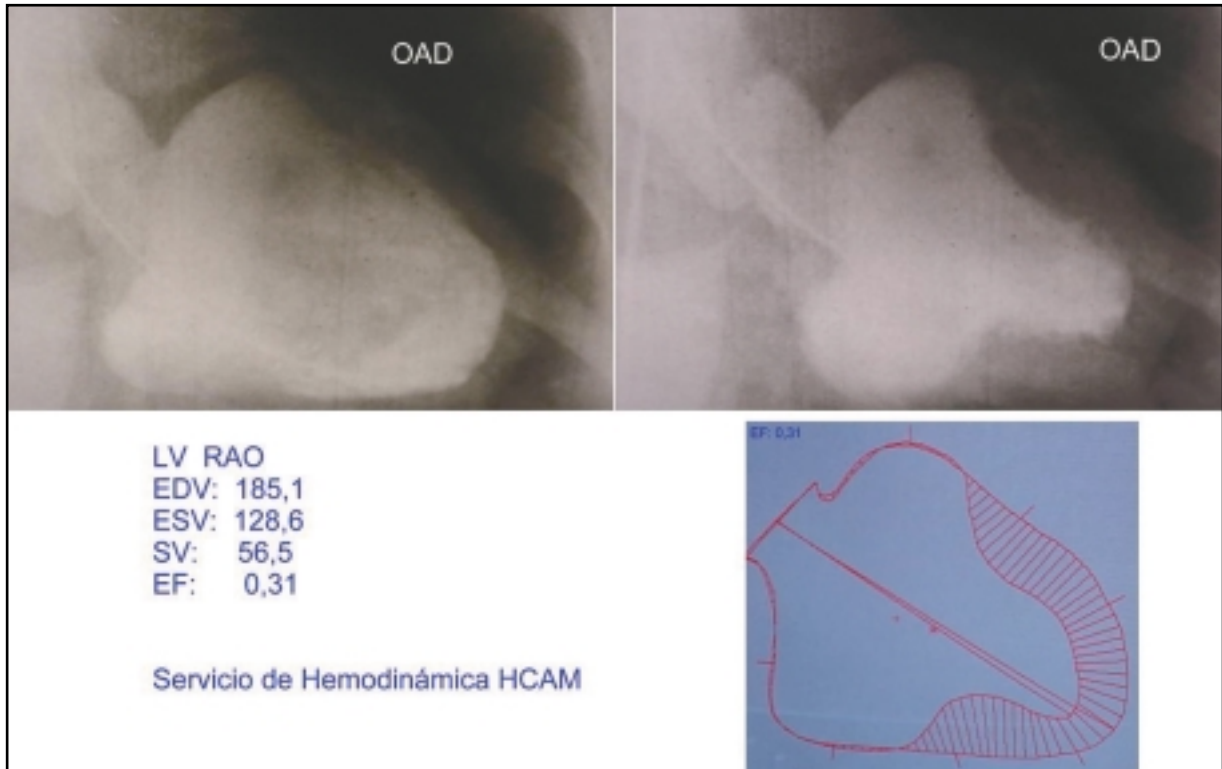 OAD
OAD
LV RAO
EDV: 185,1
ESV: 128,6
SV: 56,5
EF: 0,31
EF: 0,31
Servicio de Hemodinámica HCAM